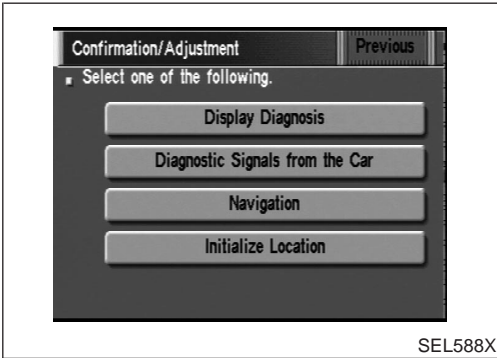 Confirmation/Adjustment Previous
Select one of the following.
Display Diagnosis
Diagnostic Signals from the Car
Navigation
Initialize Location
SEL588X